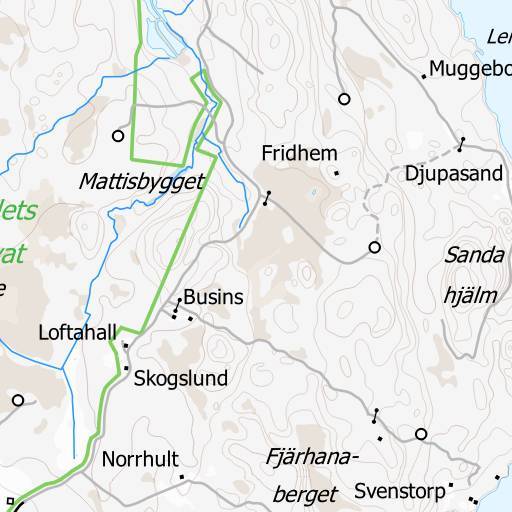 Muggebo
Fridhem
Djupasand
Mattisbygget
Sanda
hjälm
Busins
Loftahall
Skogslund
Norrhult
Fjärhana-
berget
Svenstorp